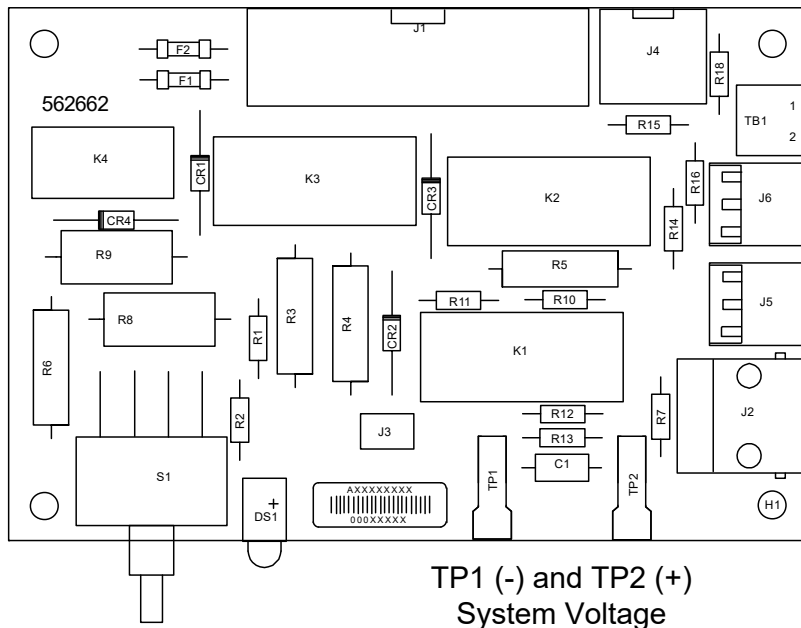 J1
F2
J4
F1
R18
562662
1
TB1
2
R15
K4
CR1
K3
CR3
K2
R16
J6
CR4
R14
R9
R5
R11
R10
J5
R8
R3
R4
R1
CR2
K1
R6
R2
J3
R12
R7
J2
R13
C1
S1
TP1
TP2
AXXXXXXXX
000XXXXX
+
DS1
H1
TP1 (-) and TP2 (+)
System Voltage